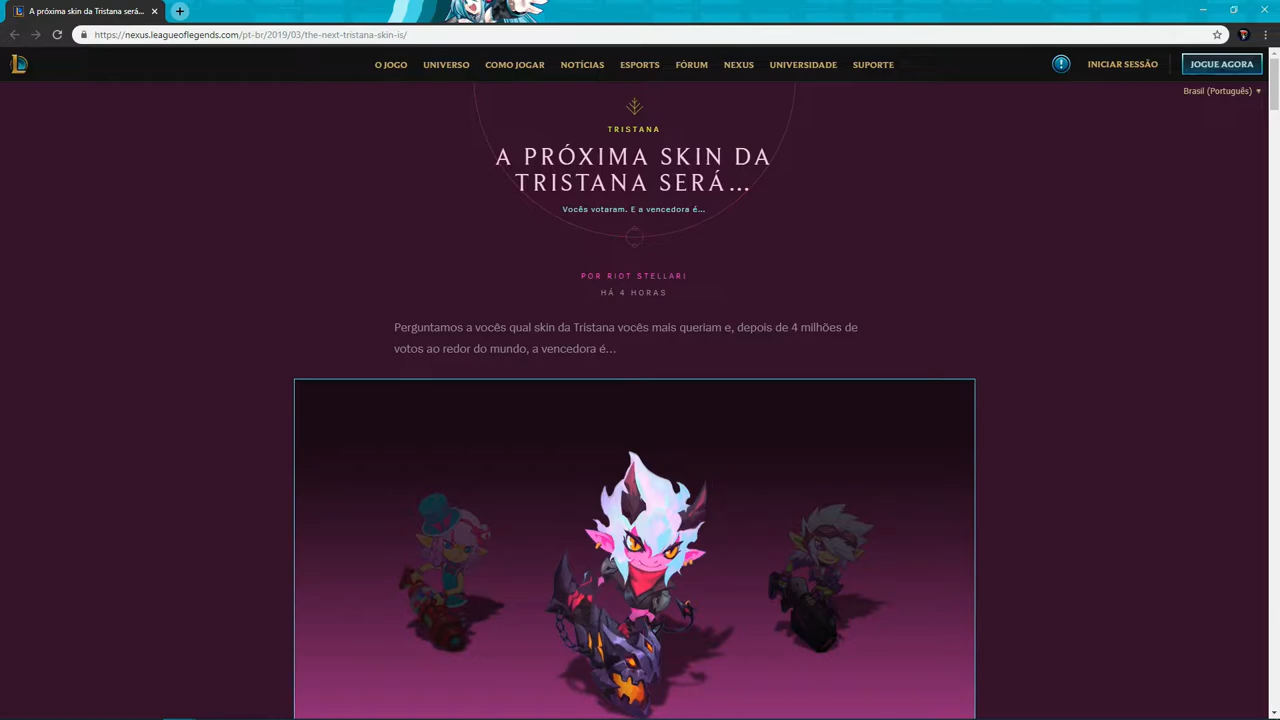 A próxima skin da Tristana será...
https://nexus.leagueoflegends.com/pt-br/2019/03/the-next-tristana-skin-is/
O JOGO UNIVERSO COMO JOGAR NOTÍCIAS ESPORTS FÓRUM NEXUS UNIVERSIDADE SUPORTE INICIAR SESSÃO JOGUE AGORA
Brasil (Português)
TRISTANA
A PRÓXIMA SKIN DA
TRISTANA SERÁ...
Vocês votaram. E a vencedora é...
POR RIOT STELLARI
HÁ 4 HORAS
Perguntamos a vocês qual skin da Tristana vocês mais queriam e, depois de 4 milhões de
votos ao redor do mundo, a vencedora é...